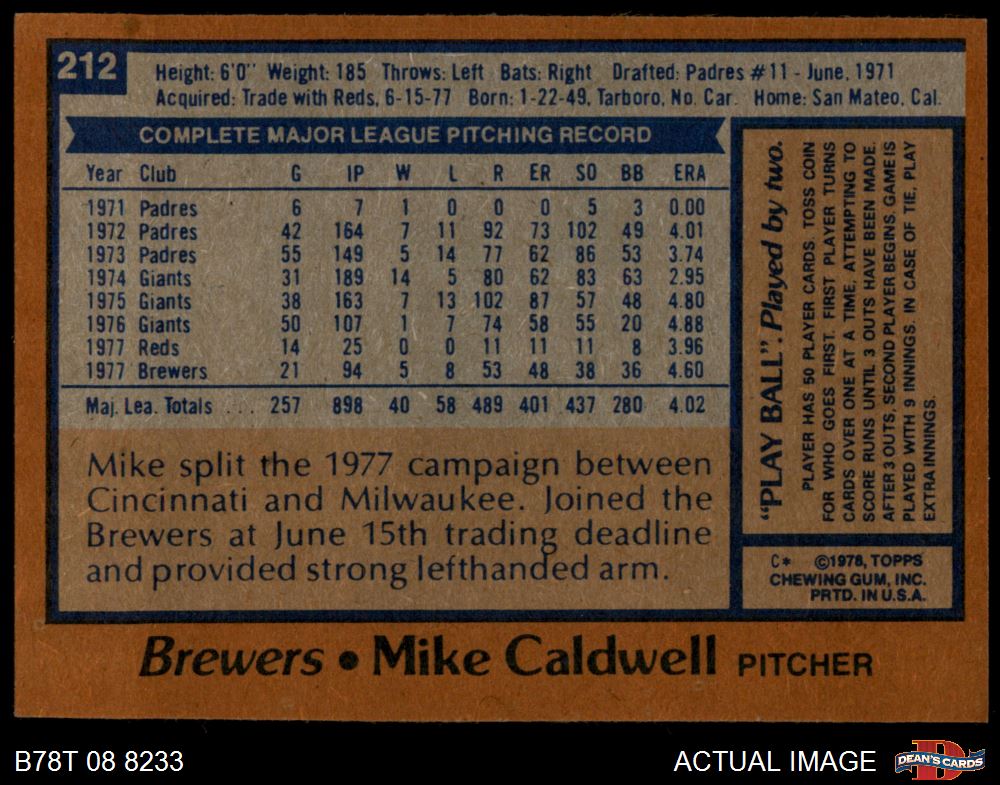 212
Height: 6'0" Weight: 185 Throws: Left Bats: Right Drafted: Padres #11 - June, 1971
Acquired: Trade with Reds, 6-15-77 Born: 1-22-49, Tarboro, No. Car. Home: San Mateo, Cal.
COMPLETE MAJOR LEAGUE PITCHING RECORD
Year Club G IP W L R ER SO BB ERA
1971 Padres 6 7 1 0 0 0 5 3 0.00
1972 Padres 42 164 7 11 92 73 102 49 4.01
1973 Padres 55 149 5 14 77 62 86 63 3.74
1974 Giants 31 189 14 5 80 62 83 63 2.95
1975 Giants 38 163 7 13 102 87 57 48 4.80
1976 Giants 50 107 1 7 74 58 55 20 4.88
1977 Reds 14 25 0 0 11 11 11 8 3.96
1977 Brewers 21 94 5 8 53 48 38 36 4.60
Maj. Lea. Totals ... 257 898 40 58 489 401 437 280 4.02
Mike split the 1977 campaign between
Cincinnati and Milwaukee. Joined the
Brewers at June 15th trading deadline
and provided strong lefthanded arm.
"PLAY BALL". Played by two.
PLAYER HAS 50 PLAYER CARDS. TOSS COIN
FOR WHO GOES FIRST. FIRST PLAYER TURNS
CARDS OVER ONE AT A TIME, ATTEMPTING TO
SCORE RUNS UNTIL 3 OUTS HAVE BEEN MADE.
AFTER 3 OUTS, SECOND PLAYER BEGINS. GAME IS
PLAYED WITH 9 INNINGS. IN CASE OF TIE, PLAY
EXTRA INNINGS.
C* ©1978, TOPPS
CHEWING GUM, INC.
PRTD. IN U.S.A.
Brewers • Mike Caldwell PITCHER
B78T 08 8233
ACTUAL IMAGE
DEAN'S CARDS